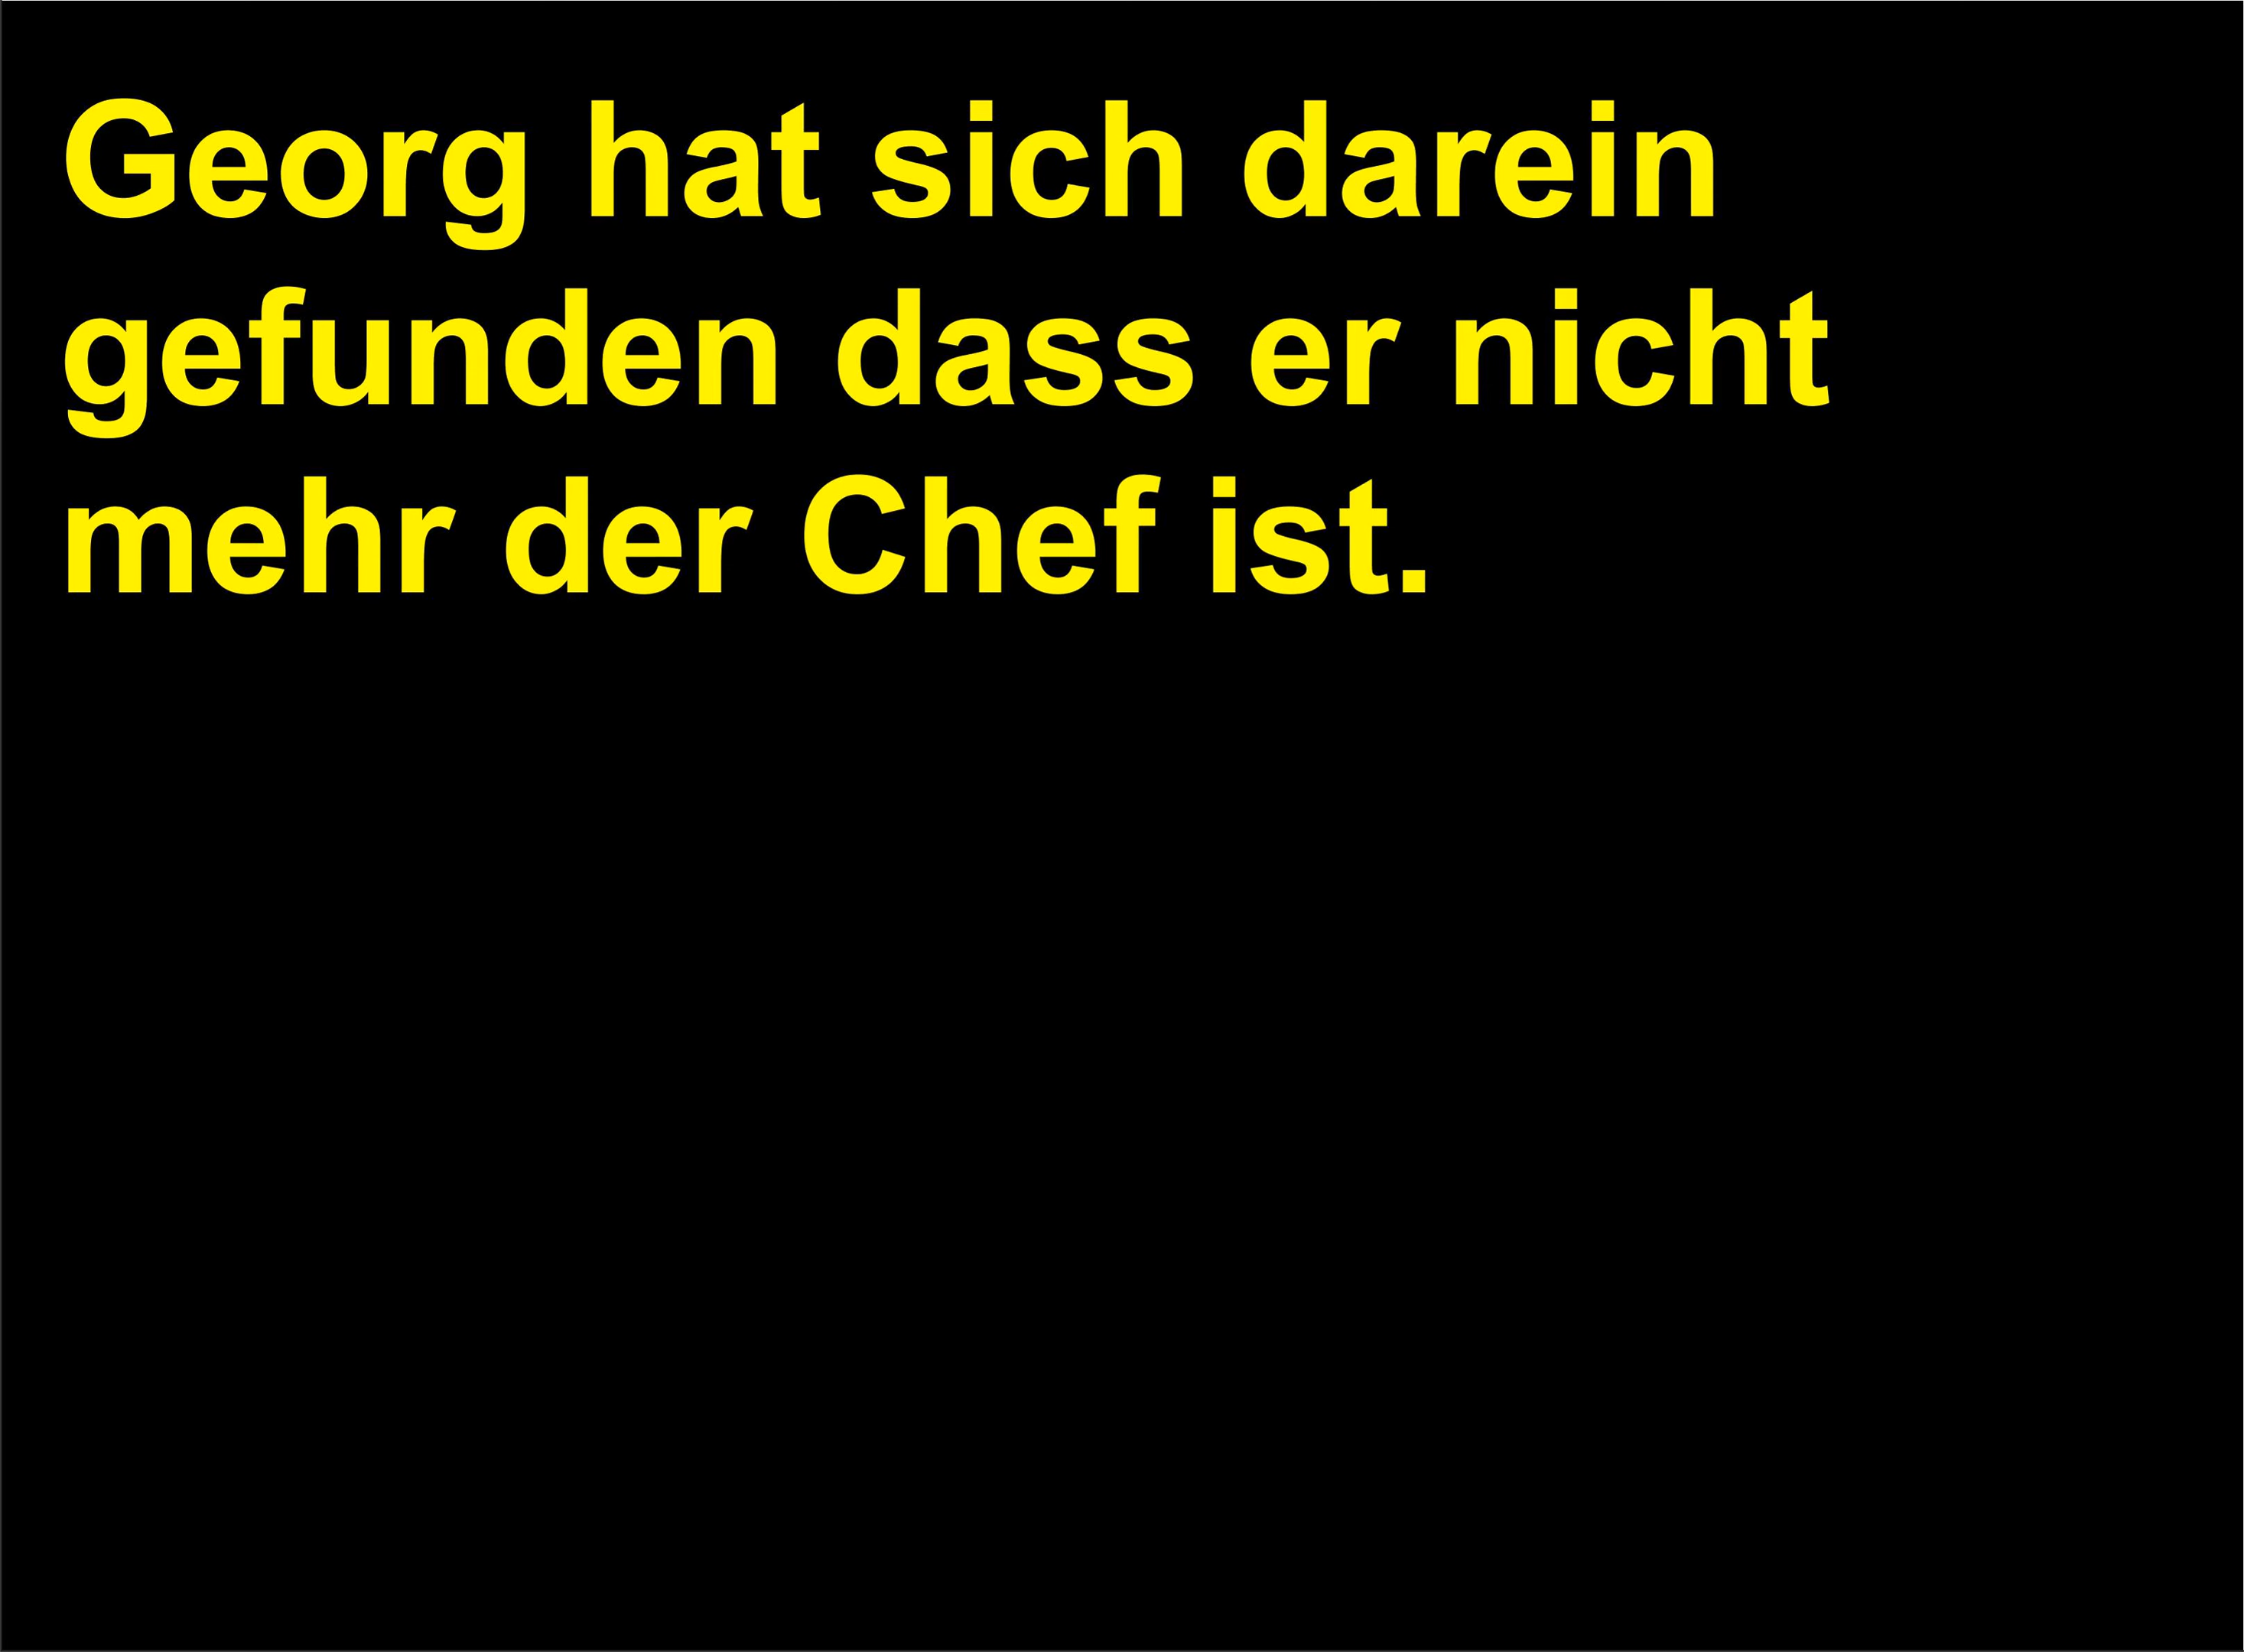 Georg hat sich darein
gefunden dass er nicht
mehr der Chef ist.